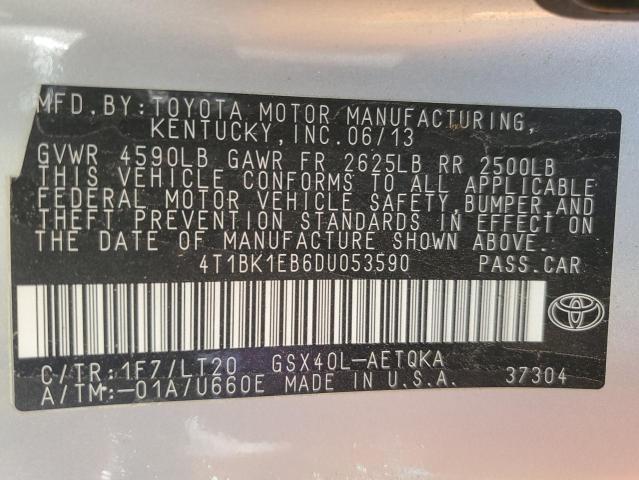 MFD.BY:TOYOTA MOTOR MANUFACTURING,
KENTUCKY,INC.06/13
GVWR 4590LB GAWR FR 2625LB RR 2500LB
THIS VEHICLE CONFORMS TO ALL APPLICABLE
FEDERAL MOTOR VEHICLE SAFETY,BUMPER AND
THEFT PREVENTION STANDARDS IN EFFECT ON
THE DATE OF MANUFACTURE SHOWN ABOVE.
4T1BK1EB6DU053590 PASS.CAR
C/TR:1F7/LT20 GSX40L-AETQKA
A/TM:-01A/U660E MADE IN U.S.A. 37304